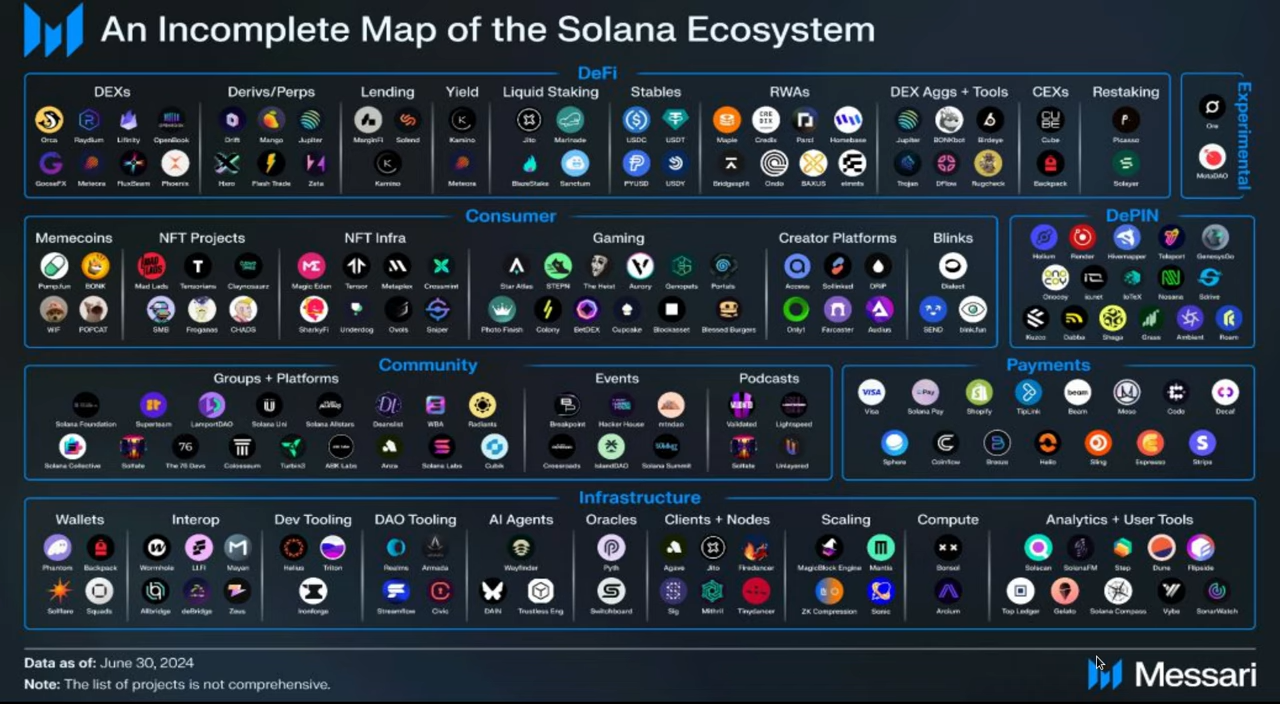 An Incomplete Map of the Solana Ecosystem
DeFi
DEXs
Orca Raydium Lifinity OpenBook
GooseFX Meteora FluxBeam Phoenix
Derivs/Perps
Drift Mango Jupiter
Hxro Flash Trade Zeta
Lending
MarginFi Solend
Kamino
Yield
Kamino
Meteora
Liquid Staking
Jito Marinade
BlazeStake Sanctum
Stables
USDC USDT
PYUSD USDY
RWAs
Maple Credix Parcl Homebase
Bridgesplit Ondo BAXUS elmnts
DEX Aggs + Tools
Jupiter BONKbot Birdeye
Trojan DFlow Rugcheck
CEXs
Cube
Backpack
Restaking
Picasso
Solayer
Experimental
Ore
MetaDAO
Consumer
Memecoins
Pump.fun BONK
WIF POPCAT
NFT Projects
MAD LADS
Mad Lads Tensorians Claynosaurz
SMB Froganas CHADS
NFT Infra
Magic Eden Tensor Metaplex Crossmint
SharkyFi Underdog Ovols Sniper
Gaming
Star Atlas STEPN The Heist Aurory Genopets Portals
Photo Finish Colony BetDEX Cupcake Blockasset Blessed Burgers
Creator Platforms
Access Sollinked DRiP
Only1 Farcaster Audius
Blinks
Dialect
SEND blink.fun
DePIN
Helium Render Hivemapper Teleport GenesysGo
Onocoy io.net IoTeX Nosana Sdrive
Kuzco Dabba Shaga Grass Ambient Roam
Community
Groups + Platforms
Solana Foundation Superteam LamportDAO Solana Uni Solana Allstars Deanslist WBA Radiants
Solana Collective Solfate The 76 Devs Colosseum Turbin3 ABK Labs Anza Solana Labs Cubik
Events
Breakpoint Hacker House mtndao
Crossroads IslandDAO Solana Summit
Podcasts
Validated Lightspeed
Solfate Unlayered
Payments
Visa Solana Pay Shopify TipLink Beam Code Decaf
Sphere Coinflow Breeze Helio Sling Espresso Stripe
Infrastructure
Wallets
Phantom Backpack
Solflare Squads
Interop
Wormhole LI.FI Mayan
Allbridge deBridge Zeus
Dev Tooling
Helius Triton
Ironforge
DAO Tooling
Realms Armada
Streamflow Civic
AI Agents
Wayfinder
DAIN Trustless Eng
Oracles
Pyth
Switchboard
Clients + Nodes
Agave Jito Firedancer
Sig Mithril Tinydancer
Scaling
MagicBlock Engine Mantis
ZK Compression Sonic
Compute
Bonsol
Arcium
Analytics + User Tools
Solscan SolanaFM Step Dune Flipside
Top Ledger Gelato Solana Compass Vybe SonarWatch
Data as of: June 30, 2024
Note: The list of projects is not comprehensive.
Messari